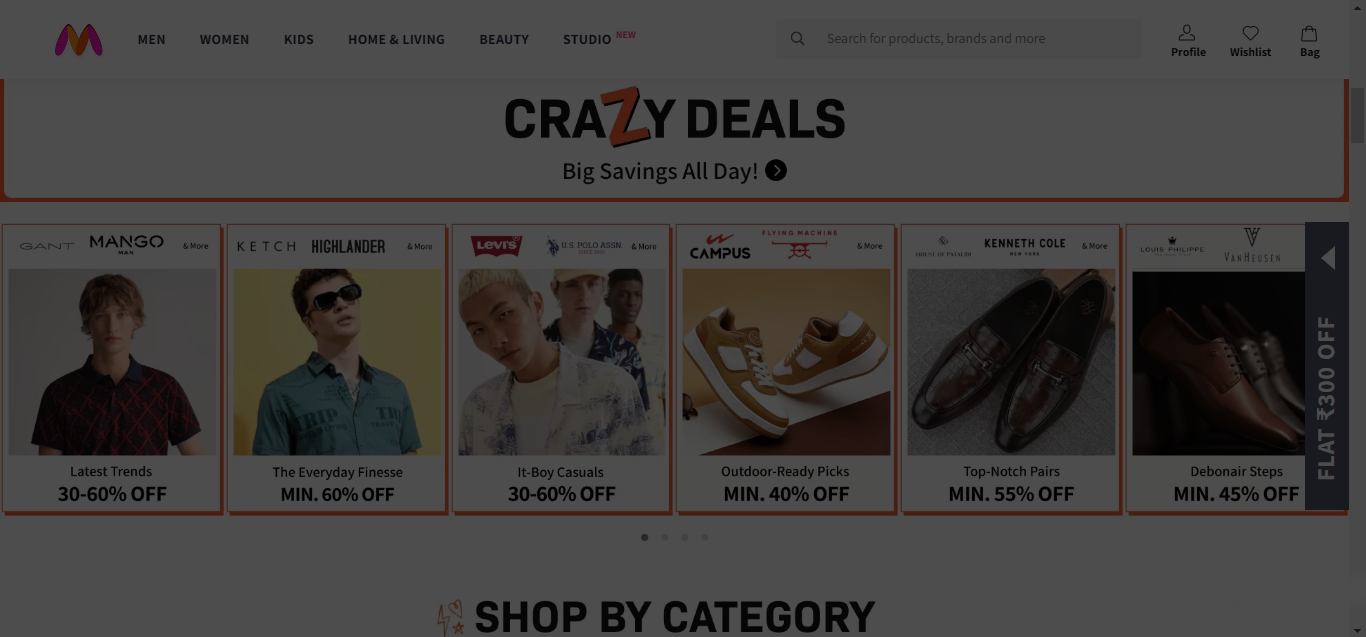 MEN WOMEN KIDS HOME & LIVING BEAUTY STUDIO NEW
Search for products, brands and more
Profile Wishlist Bag
CRAZY DEALS
Big Savings All Day!
GANT MANGO MAN & More
Latest Trends
30-60% OFF
KETCH HIGHLANDER & More
TRIP TR
The Everyday Finesse
MIN. 60% OFF
LEVI'S U.S. POLO ASSN. SINCE 1890 & More
It-Boy Casuals
30-60% OFF
CAMPUS FLYING MACHINE & More
Outdoor-Ready Picks
MIN. 40% OFF
HOUSE OF PATAUDI KENNETH COLE NEW YORK & More
Top-Notch Pairs
MIN. 55% OFF
LOUIS PHILIPPE VAN HEUSEN
Debonair Steps
MIN. 45% OFF
FLAT ₹300 OFF
SHOP BY CATEGORY